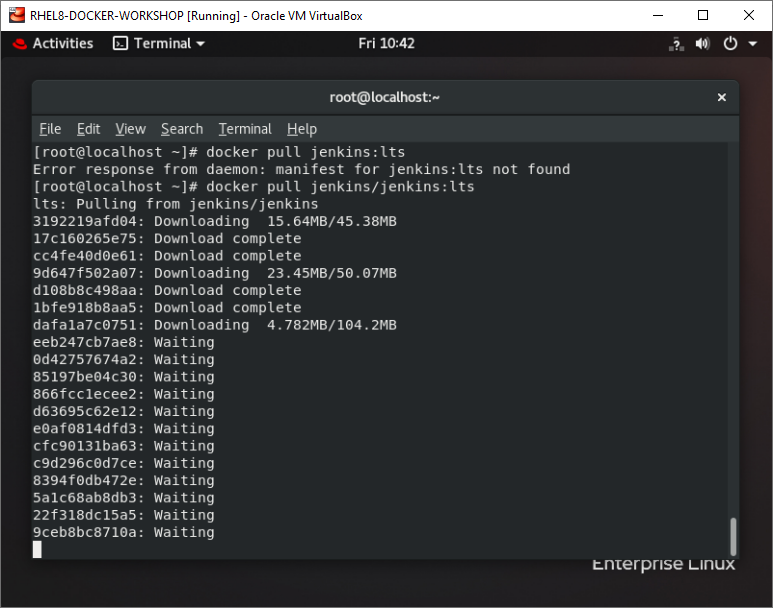 RHEL8-DOCKER-WORKSHOP [Running] - Oracle VM VirtualBox
Activities Terminal Fri 10:42
root@localhost:~
File Edit View Search Terminal Help
[root@localhost ~]# docker pull jenkins:lts
Error response from daemon: manifest for jenkins:lts not found
[root@localhost ~]# docker pull jenkins/jenkins:lts
lts: Pulling from jenkins/jenkins
3192219afd04: Downloading  15.64MB/45.38MB
17c160265e75: Download complete
cc4fe40d0e61: Download complete
9d647f502a07: Downloading  23.45MB/50.07MB
d108b8c498aa: Download complete
1bfe918b8aa5: Download complete
dafa1a7c0751: Downloading  4.782MB/104.2MB
eeb247cb7ae8: Waiting
0d42757674a2: Waiting
85197be04c30: Waiting
866fcc1ecee2: Waiting
d63695c62e12: Waiting
e0af0814dfd3: Waiting
cfc90131ba63: Waiting
c9d296c0d7ce: Waiting
8394f0db472e: Waiting
5a1c68ab8db3: Waiting
22f318dc15a5: Waiting
9ceb8bc8710a: Waiting
Enterprise Linux